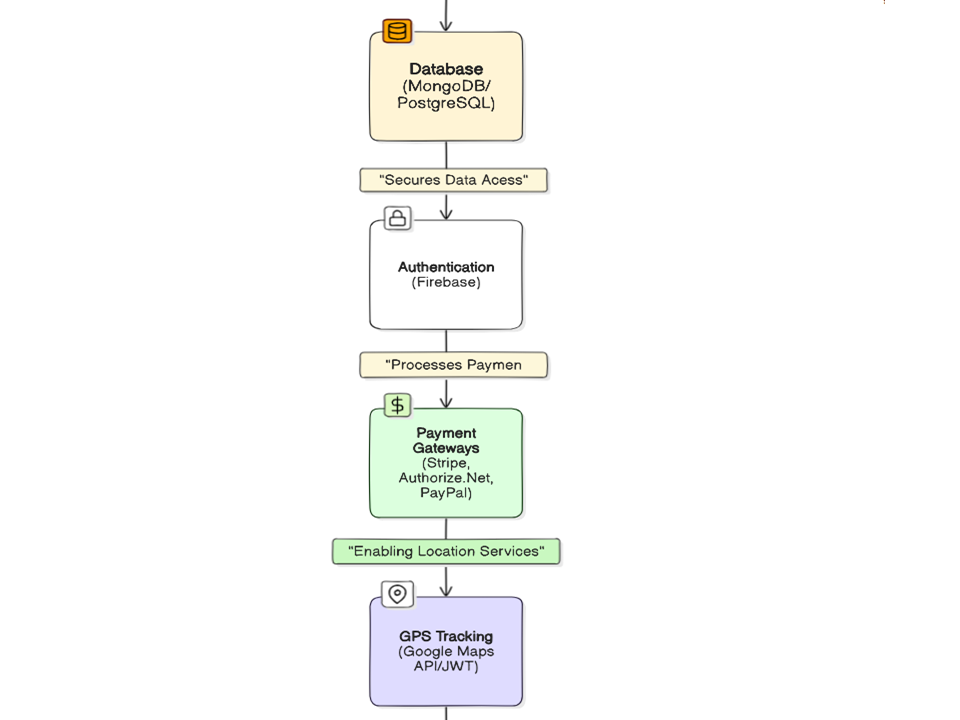 Database
(MongoDB/
PostgreSQL)
"Secures Data Acess"
Authentication
(Firebase)
"Processes Paymen
$
Payment
Gateways
(Stripe,
Authorize.Net,
PayPal)
"Enabling Location Services"
GPS Tracking
(Google Maps
API/JWT)